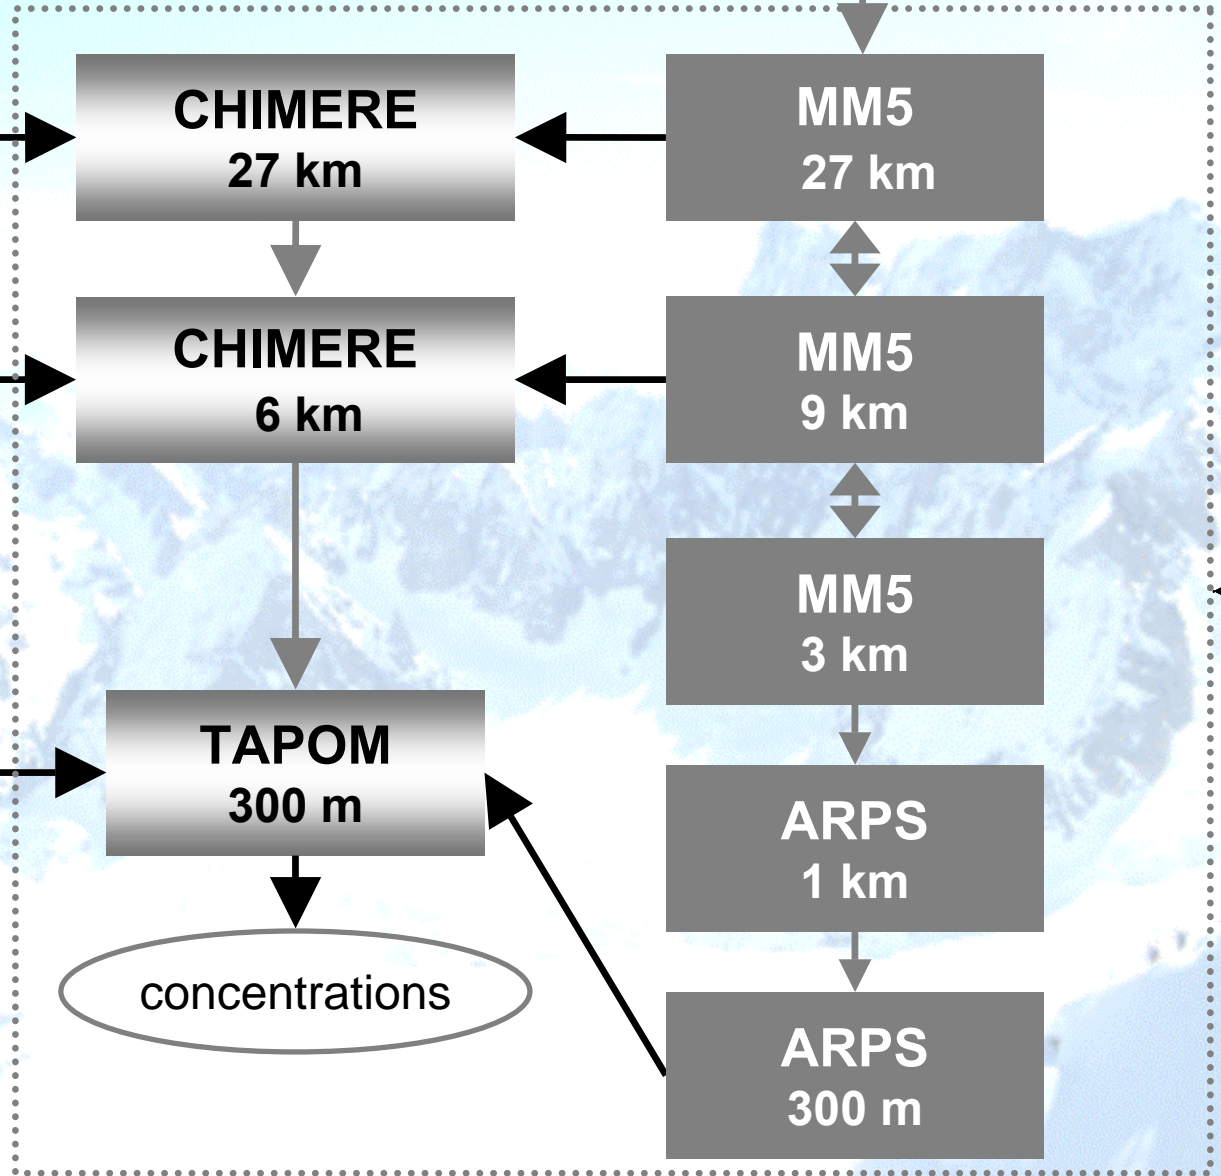 CHIMERE
27 km
MM5
27 km
CHIMERE
6 km
MM5
9 km
MM5
3 km
TAPOM
300 m
ARPS
1 km
concentrations
ARPS
300 m